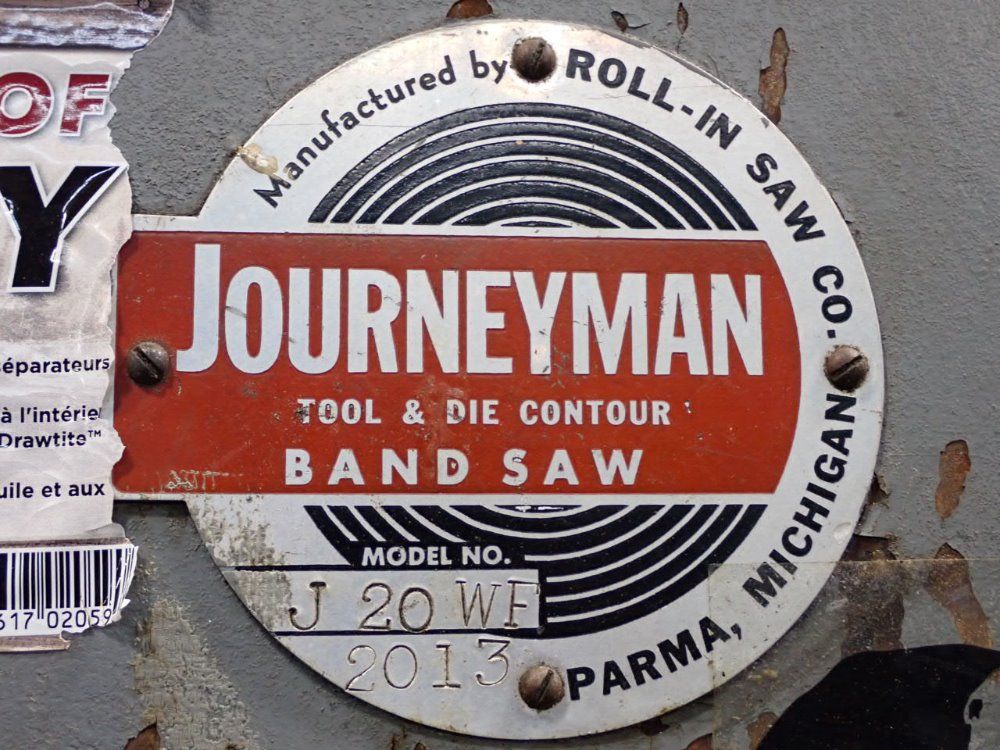 Manufactured by ROLL-IN SAW CO.
PARMA, MICHIGAN
JOURNEYMAN
TOOL & DIE CONTOUR
BAND SAW
MODEL NO.
J 20 WF
2013
OF
Y
éparateurs
à l'intérie
Drawtite™
uile et aux
617 02059